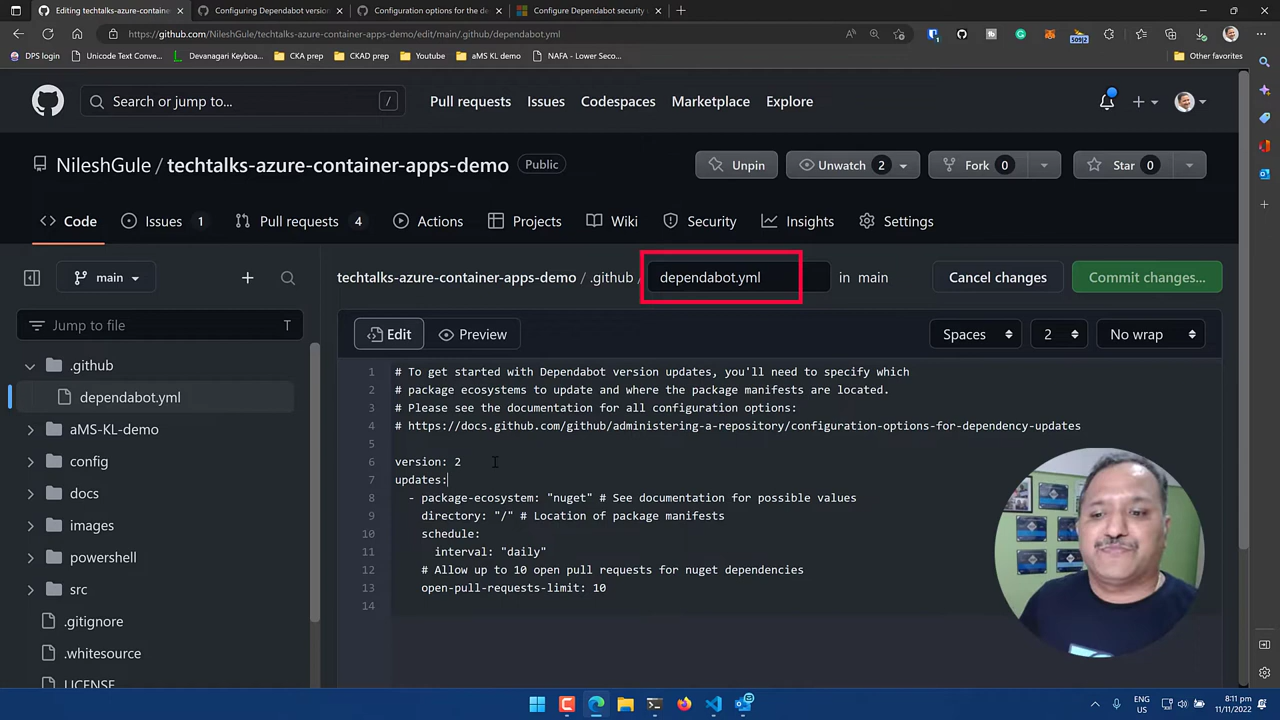 Editing techtalks-azure-container
Configuring Dependabot version
Configuration options for the de
Configure Dependabot security u
https://github.com/NileshGule/techtalks-azure-container-apps-demo/edit/main/.github/dependabot.yml
DPS login
Unicode Text Conve...
Devanagari Keyboa...
CKA prep
CKAD prep
Youtube
aMS KL demo
NAFA - Lower Seco...
Other favorites
Search or jump to...
/
Pull requests
Issues
Codespaces
Marketplace
Explore
NileshGule / techtalks-azure-container-apps-demo
Public
Unpin
Unwatch 2
Fork 0
Star 0
Code
Issues 1
Pull requests 4
Actions
Projects
Wiki
Security
Insights
Settings
main
techtalks-azure-container-apps-demo / .github / dependabot.yml in main
Cancel changes
Commit changes...
Jump to file
T
Edit
Preview
Spaces
2
No wrap
.github
dependabot.yml
aMS-KL-demo
config
docs
images
powershell
src
.gitignore
.whitesource
LICENSE
1 # To get started with Dependabot version updates, you'll need to specify which
2 # package ecosystems to update and where the package manifests are located.
3 # Please see the documentation for all configuration options:
4 # https://docs.github.com/github/administering-a-repository/configuration-options-for-dependency-updates
5
6 version: 2
7 updates:
8 - package-ecosystem: "nuget" # See documentation for possible values
9 directory: "/" # Location of package manifests
10 schedule:
11 interval: "daily"
12 # Allow up to 10 open pull requests for nuget dependencies
13 open-pull-requests-limit: 10
14
ENG
US
8:11 pm
11/11/2022